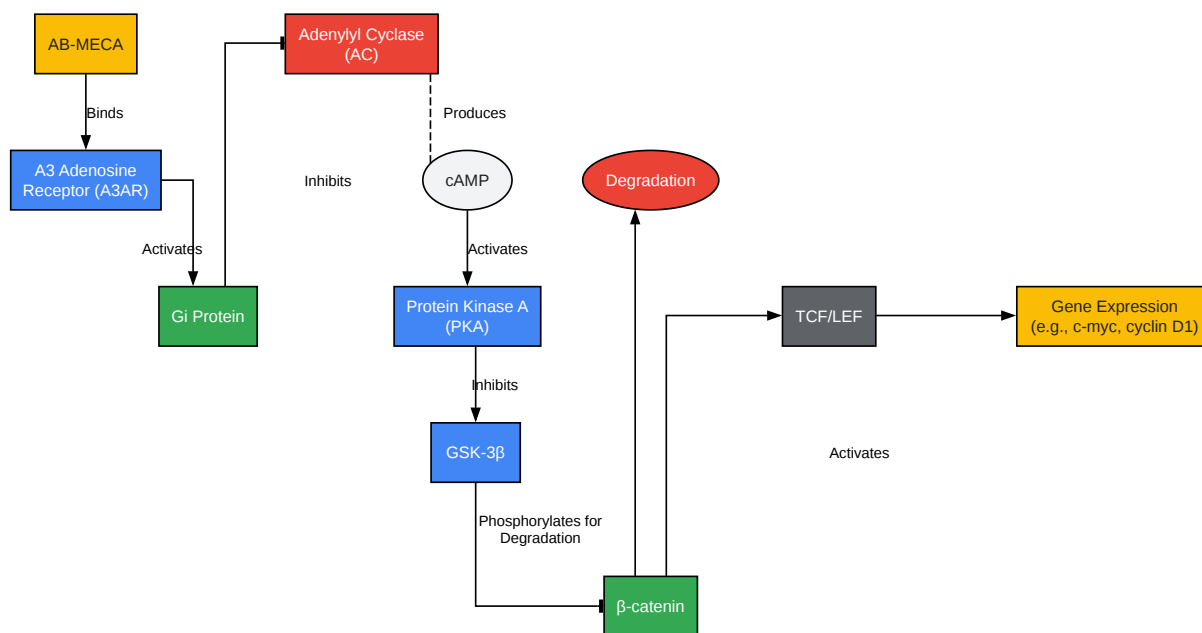 AB-MECA
Adenylyl Cyclase
(AC)
Binds
Produces
A3 Adenosine
Receptor (A3AR)
Inhibits
cAMP
Degradation
Activates
Activates
Gi Protein
Protein Kinase A
(PKA)
TCF/LEF
Gene Expression
(e.g., c-myc, cyclin D1)
Inhibits
GSK-3β
Activates
Phosphorylates for
Degradation
β-catenin